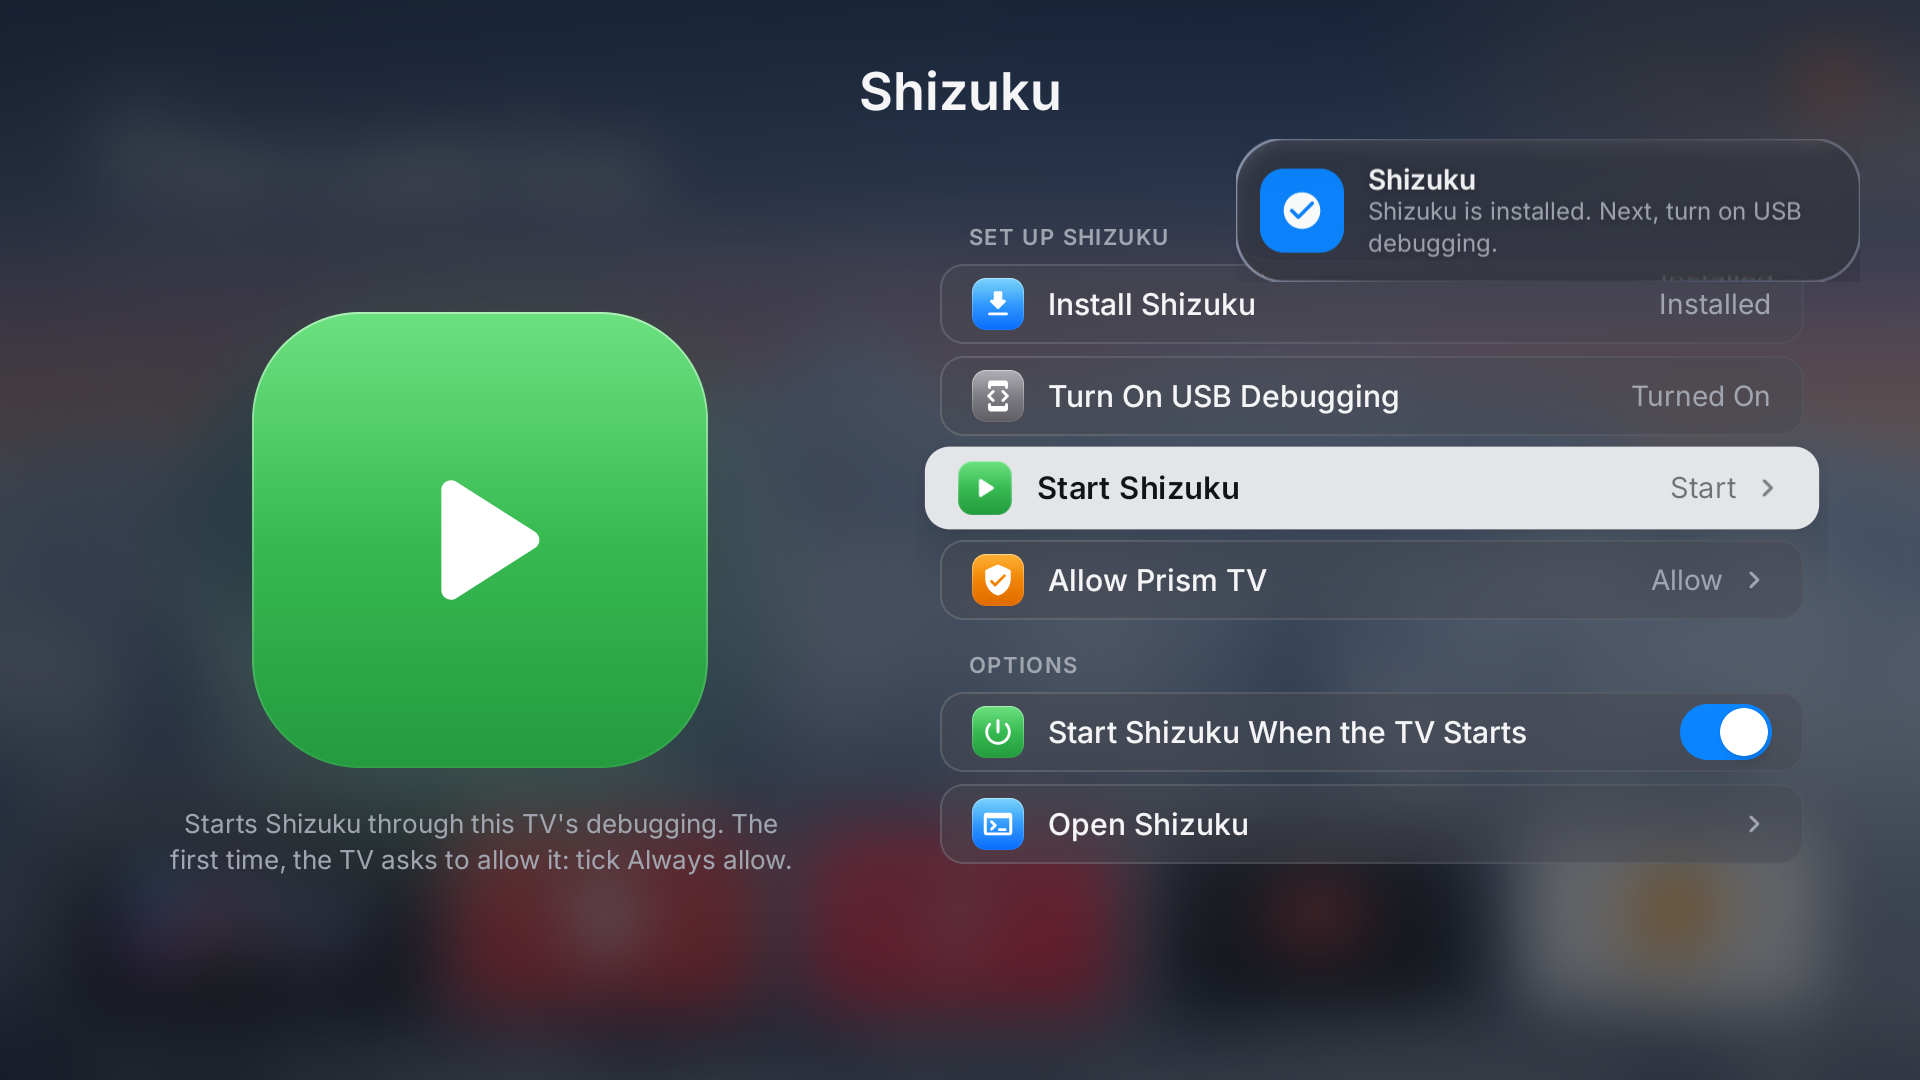 Shizuku
Shizuku
Shizuku is installed. Next, turn on USB
debugging.
SET UP SHIZUKU
Install Shizuku
Installed
Turn On USB Debugging
Turned On
Start Shizuku
Start
Allow Prism TV
Allow
OPTIONS
Start Shizuku When the TV Starts
Open Shizuku
Starts Shizuku through this TV's debugging. The
first time, the TV asks to allow it: tick Always allow.